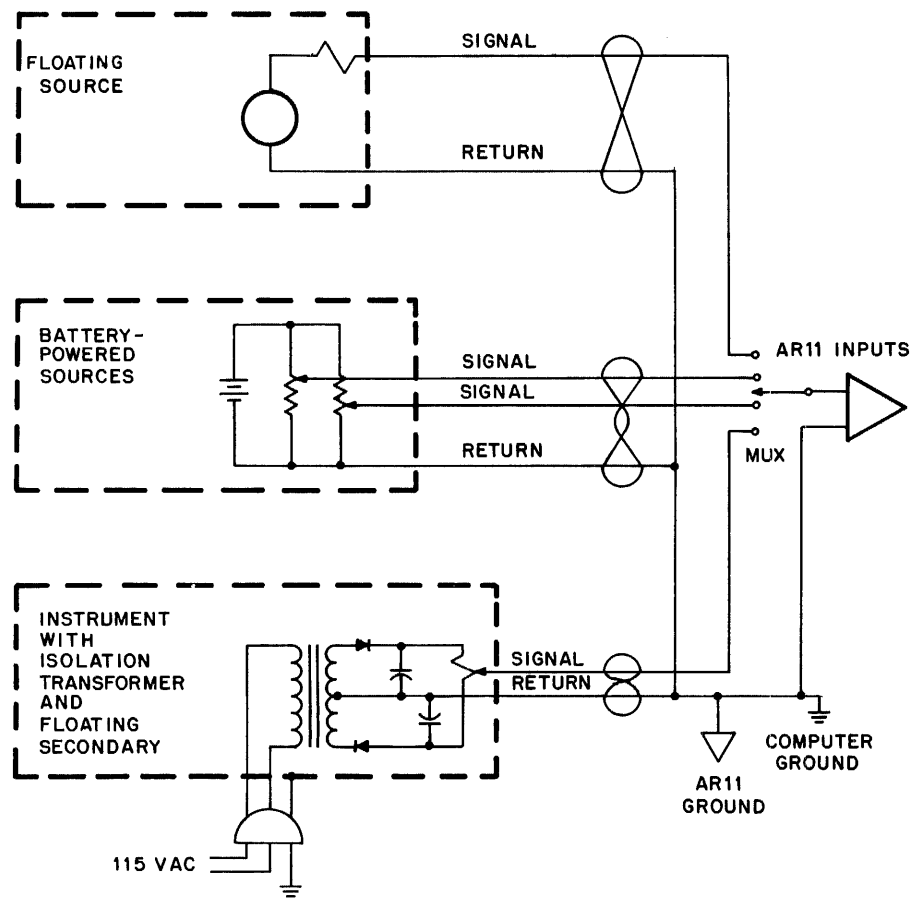 FLOATING
SOURCE
SIGNAL
RETURN
BATTERY-
POWERED
SOURCES
SIGNAL
SIGNAL
RETURN
AR11 INPUTS
MUX
INSTRUMENT
WITH
ISOLATION
TRANSFORMER
AND
FLOATING
SECONDARY
SIGNAL
RETURN
COMPUTER
GROUND
AR11
GROUND
115 VAC